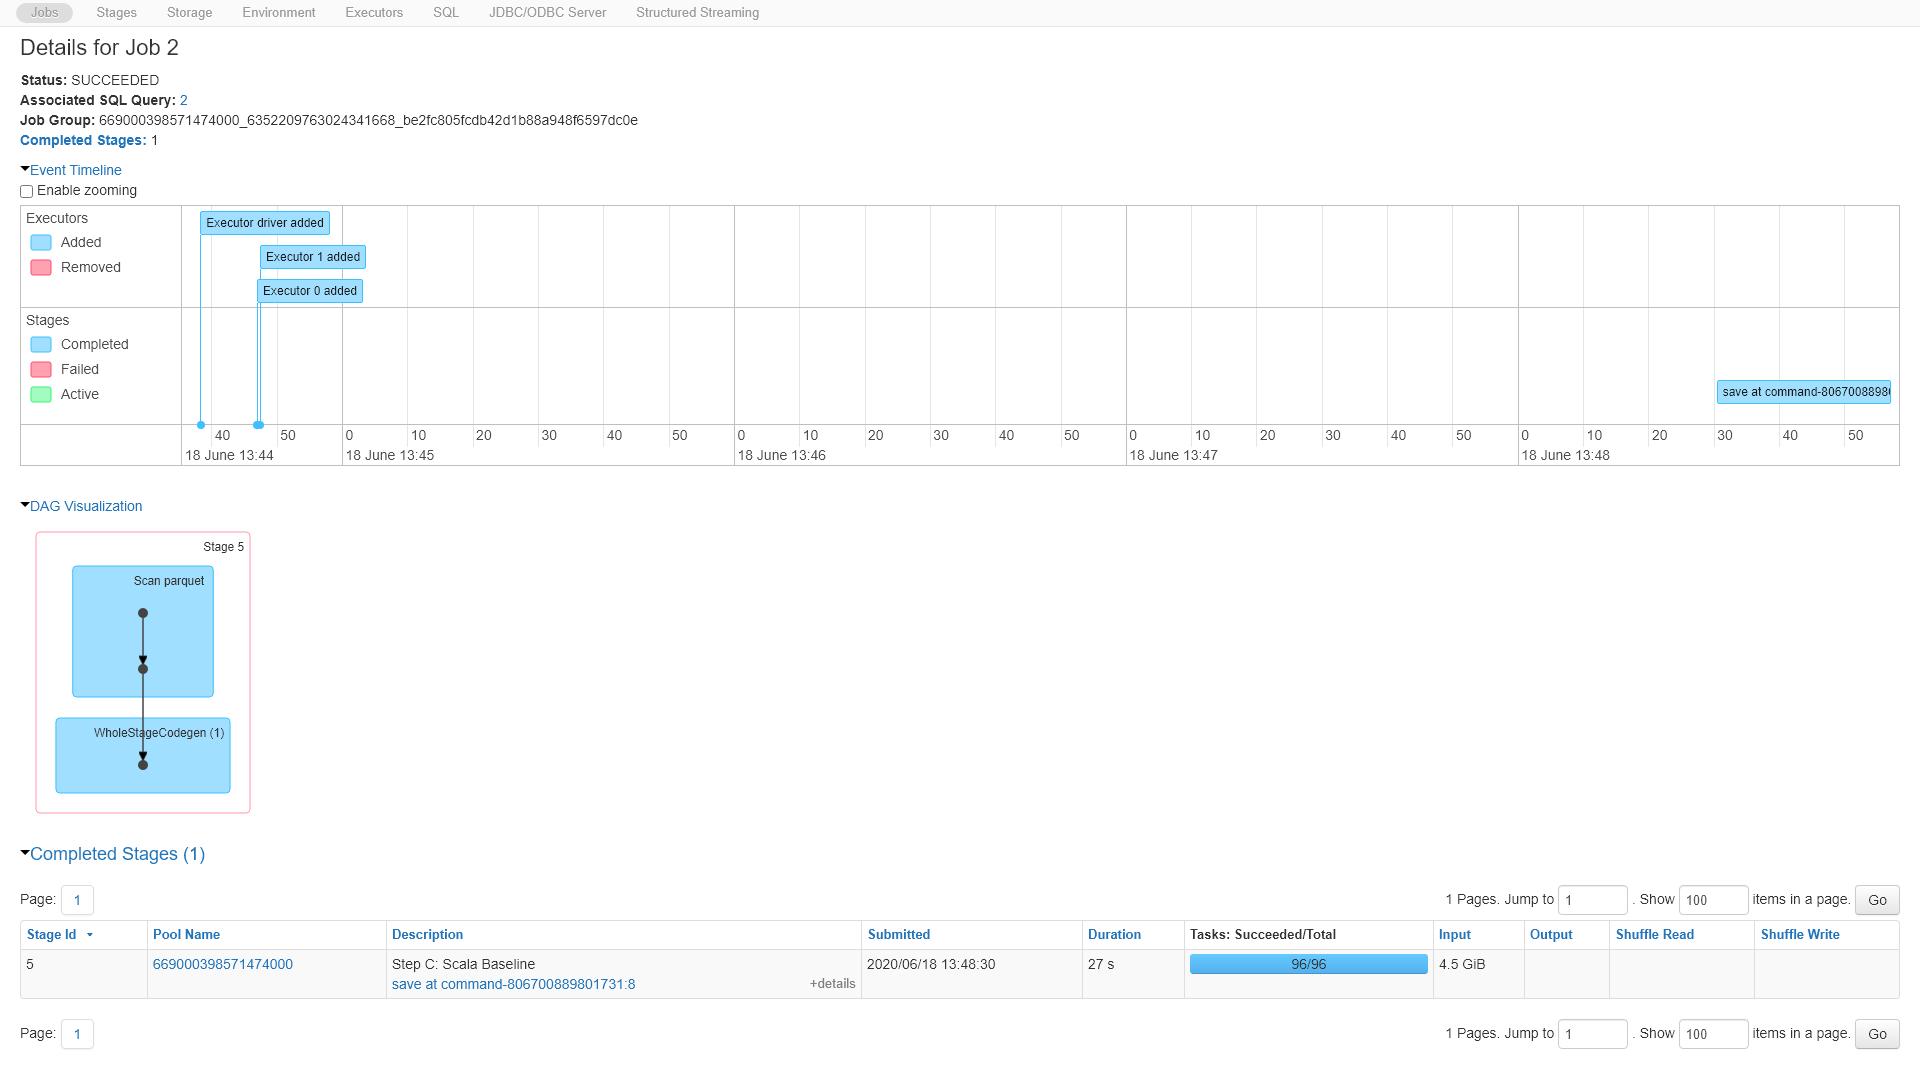 Jobs Stages Storage Environment Executors SQL JDBC/ODBC Server Structured Streaming
Details for Job 2
Status: SUCCEEDED
Associated SQL Query: 2
Job Group: 669000398571474000_6352209763024341668_be2fc805fcdb42d1b88a948f6597dc0e
Completed Stages: 1
Event Timeline
Enable zooming
Executors
Added
Removed
Executor driver added
Executor 1 added
Executor 0 added
Stages
Completed
Failed
Active
save at command-8067008898
40 50 0 10 20 30 40 50 0 10 20 30 40 50 0 10 20 30 40 50 0 10 20 30 40 50
18 June 13:44 18 June 13:45 18 June 13:46 18 June 13:47 18 June 13:48
DAG Visualization
Stage 5
Scan parquet
WholeStageCodegen (1)
Completed Stages (1)
Page: 1 1 Pages. Jump to 1 . Show 100 items in a page. Go
Stage Id Pool Name Description Submitted Duration Tasks: Succeeded/Total Input Output Shuffle Read Shuffle Write
5 669000398571474000 Step C: Scala Baseline 2020/06/18 13:48:30 27 s 96/96 4.5 GiB
save at command-806700889801731:8 +details
Page: 1 1 Pages. Jump to 1 . Show 100 items in a page. Go